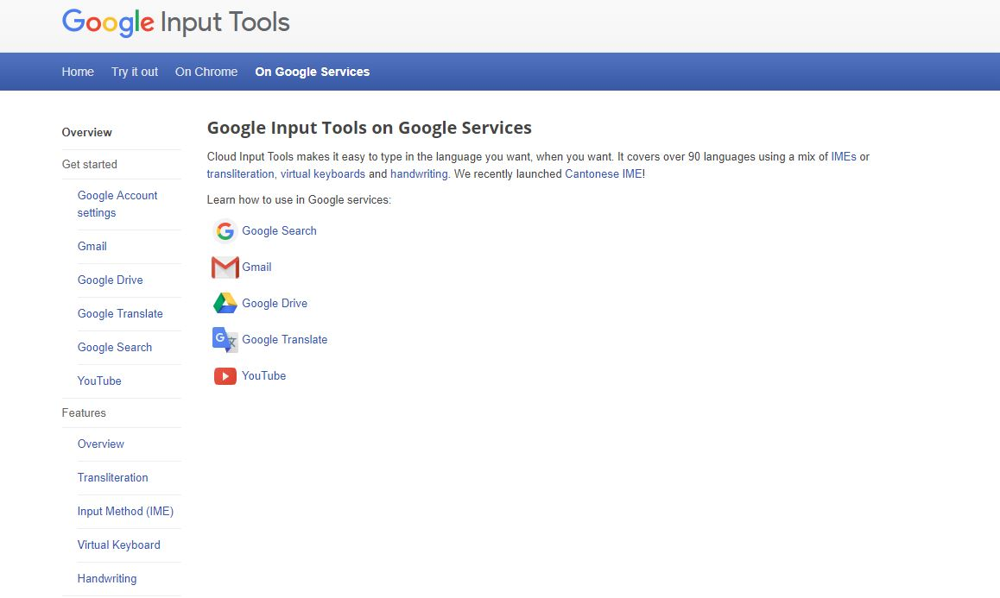 Google Input Tools
Home Try it out On Chrome On Google Services
Overview
Get started
Google Account
settings
Gmail
Google Drive
Google Translate
Google Search
YouTube
Features
Overview
Transliteration
Input Method (IME)
Virtual Keyboard
Handwriting
Google Input Tools on Google Services
Cloud Input Tools makes it easy to type in the language you want, when you want. It covers over 90 languages using a mix of IMEs or
transliteration, virtual keyboards and handwriting. We recently launched Cantonese IME!
Learn how to use in Google services:
Google Search
Gmail
Google Drive
Google Translate
YouTube